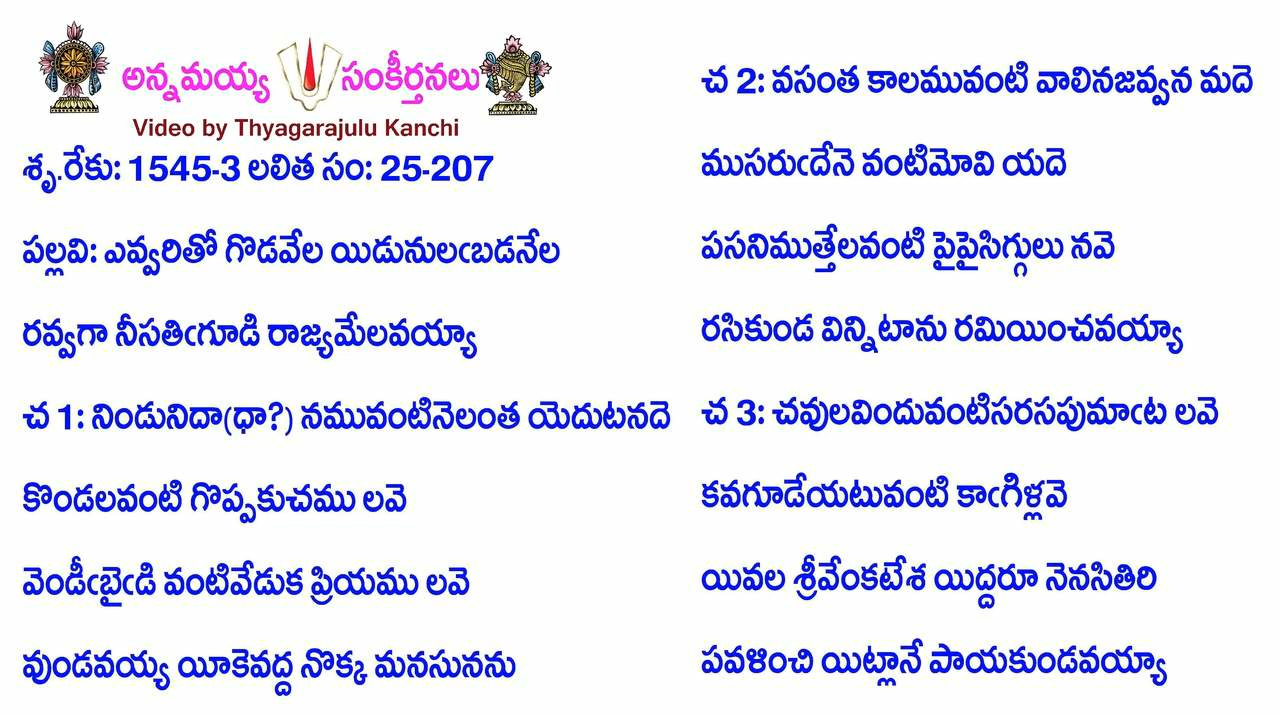 అన్నమయ్య సంకీర్తనలు
Video by Thyagarajulu Kanchi
శృ.రేకు: 1545-3 లలిత సం: 25-207
పల్లవి: ఎవ్వరితో గొడవేల యిడునులఁబడనేల
రవ్వగా నీసతిఁగూడి రాజ్యమేలవయ్యా
చ 1: నిండునిదా(ధా?) నమువంటినెలంత యెదుటనదె
కొండలవంటి గొప్పకుచము లవె
వెండీఁబైఁడి వంటివేడుక ప్రియము లవె
వుండవయ్య యీకెవద్ద నొక్క మనసునను
చ 2: వసంత కాలమువంటి వాలినజవ్వన మదె
ముసరుఁదేనె వంటిమోవి యదె
పసనిముత్తేలవంటి పైపైసిగ్గులు నవె
రసికుండ విన్నిటాను రమియించవయ్యా
చ 3: చవులవిందువంటిసరసపుమాఁట లవె
కవగూడేయటువంటి కాఁగిళ్లవె
యివల శ్రీవేంకటేశ యిద్దరూ నెనసితిరి
పవళించి యిట్లానే పాయకుండవయ్యా